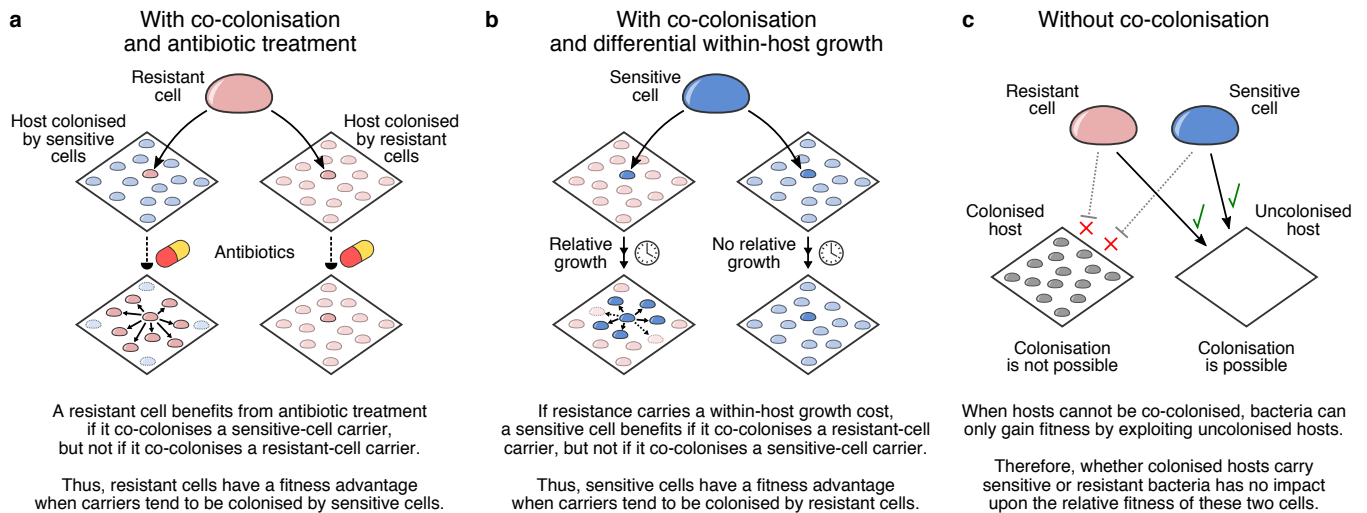 a
With co-colonisation
and antibiotic treatment
Resistant
cell
Host colonised
by sensitive
cells
Host colonised
by resistant
cells
Antibiotics
A resistant cell benefits from antibiotic treatment
if it co-colonises a sensitive-cell carrier,
but not if it co-colonises a resistant-cell carrier.
Thus, resistant cells have a fitness advantage
when carriers tend to be colonised by sensitive cells.
b
With co-colonisation
and differential within-host growth
Sensitive
cell
Relative
growth
No relative
growth
If resistance carries a within-host growth cost,
a sensitive cell benefits if it co-colonises a resistant-cell
carrier, but not if it co-colonises a sensitive-cell carrier.
Thus, sensitive cells have a fitness advantage
when carriers tend to be colonised by resistant cells.
c
Without co-colonisation
Resistant
cell
Sensitive
cell
Colonised
host
Uncolonised
host
Colonisation
is not possible
Colonisation
is possible
When hosts cannot be co-colonised, bacteria can
only gain fitness by exploiting uncolonised hosts.
Therefore, whether colonised hosts carry
sensitive or resistant bacteria has no impact
upon the relative fitness of these two cells.